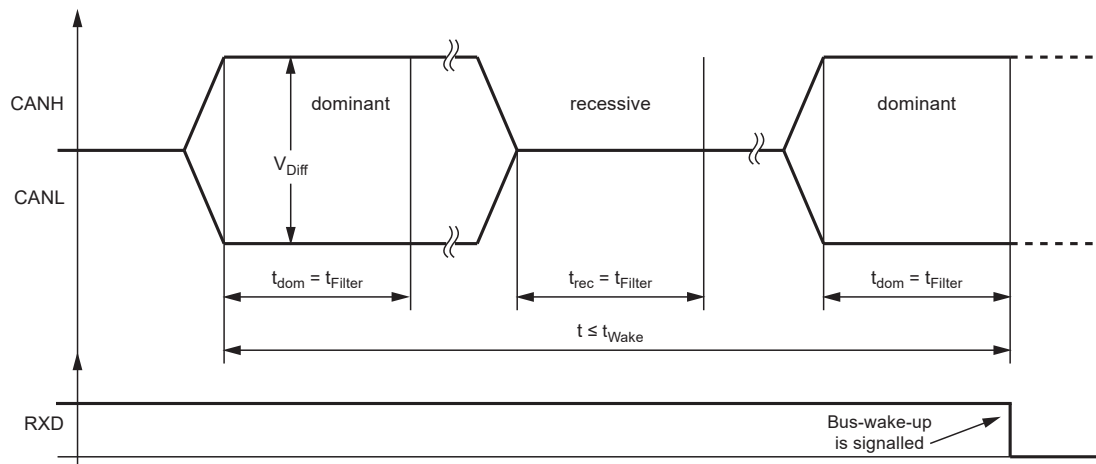 CANH
CANL
dominant
recessive
dominant
V_Diff
t_dom = t_Filter
t_rec = t_Filter
t_dom = t_Filter
t ≤ t_Wake
RXD
Bus-wake-up
is signalled